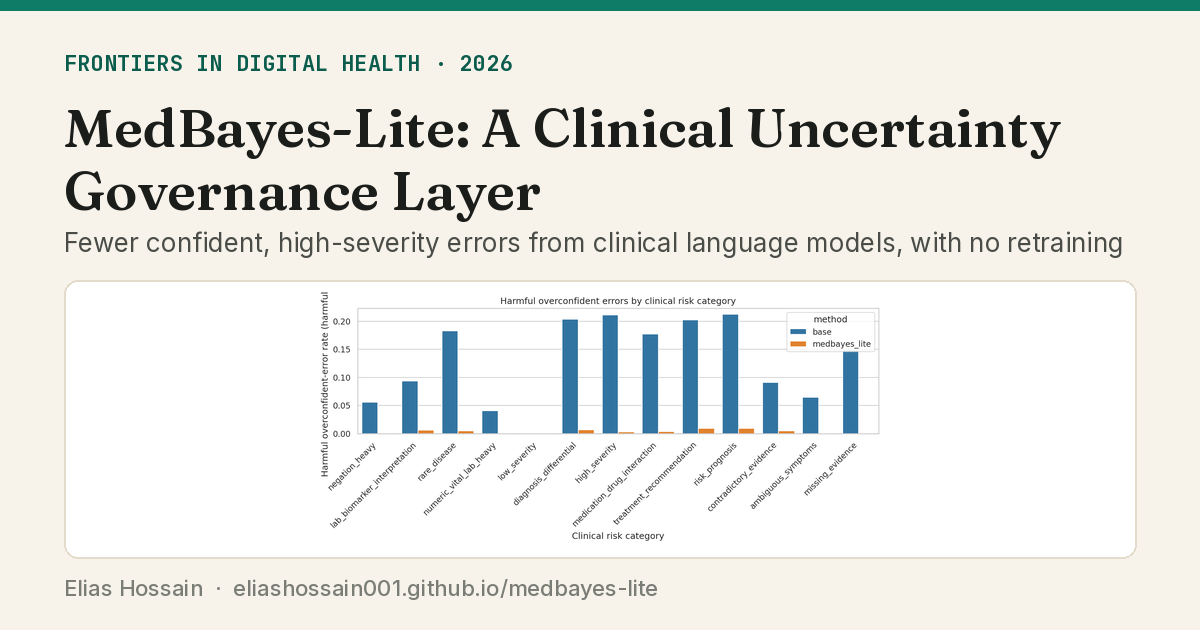 FRONTIERS IN DIGITAL HEALTH · 2026
MedBayes-Lite: A Clinical Uncertainty
Governance Layer
Fewer confident, high-severity errors from clinical language models, with no retraining
Harmful overconfident errors by clinical risk category
Harmful overconfident-error rate (harmful
0.20
0.15
0.10
0.05
0.00
method
base
medbayes_lite
negation_heavy
lab_biomarker_interpretation
rare_disease
numeric_vital_lab_heavy
low_severity
diagnosis_differential
high_severity
medication_drug_interaction
treatment_recommendation
risk_prognosis
contradictory_evidence
ambiguous_symptoms
missing_evidence
Clinical risk category
Elias Hossain · eliashossain001.github.io/medbayes-lite